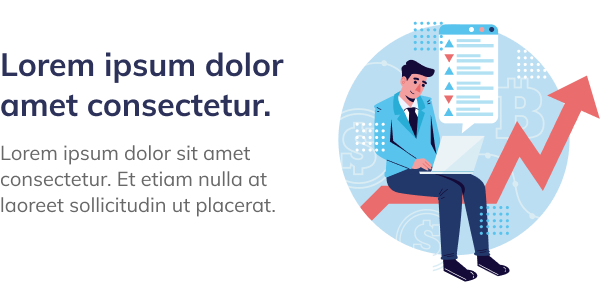 Lorem ipsum dolor
amet consectetur.
Lorem ipsum dolor sit amet
consectetur. Et etiam nulla at
laoreet sollicitudin ut placerat.